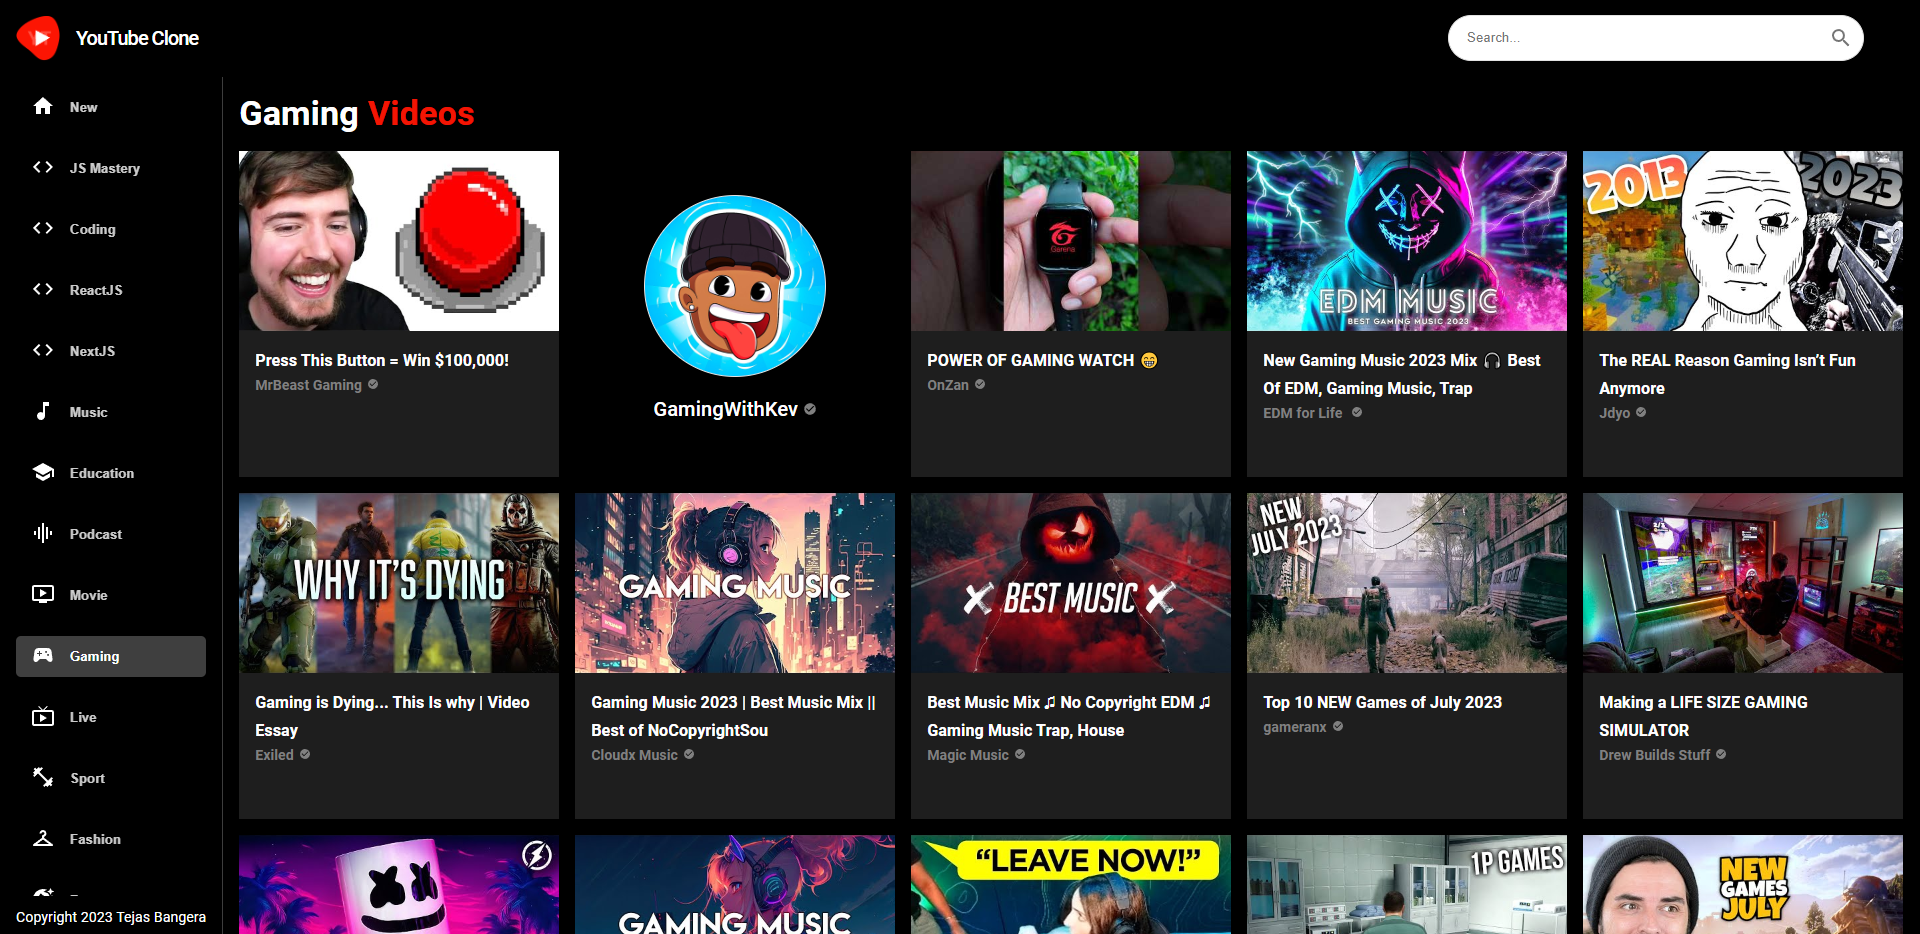 YouTube Clone
Search...
New
JS Mastery
Coding
ReactJS
NextJS
Music
Education
Podcast
Movie
Gaming
Live
Sport
Fashion
Copyright 2023 Tejas Bangera
Gaming Videos
Press This Button = Win $100,000!
MrBeast Gaming
GamingWithKev
Garena
POWER OF GAMING WATCH 😁
OnZan
EDM MUSIC
BEST GAMING MUSIC 2023
New Gaming Music 2023 Mix 🎧 Best
Of EDM, Gaming Music, Trap
EDM for Life
2013
2023
The REAL Reason Gaming Isn’t Fun
Anymore
Jdyo
WHY IT'S DYING
Gaming is Dying... This Is why | Video
Essay
Exiled
GAMING MUSIC
Gaming Music 2023 | Best Music Mix ||
Best of NoCopyrightSou
Cloudx Music
BEST MUSIC
Best Music Mix ♫ No Copyright EDM ♫
Gaming Music Trap, House
Magic Music
NEW
JULY 2023
Top 10 NEW Games of July 2023
gameranx
Making a LIFE SIZE GAMING
SIMULATOR
Drew Builds Stuff
GAMING MUSIC
“LEAVE NOW!”
1P GAMES
NEW
GAMES
JULY